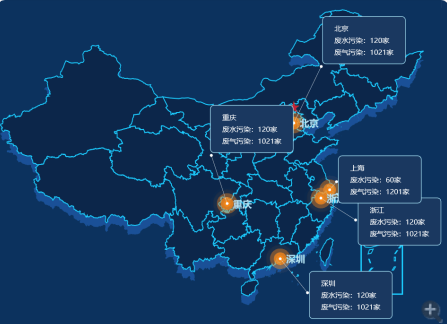 北京
废水污染：120家
废气污染：1021家
重庆
废水污染：120家
废气污染：1021家
北京
上海
废水污染：60家
废气污染：1201家
浙
重庆
浙江
废水污染：120家
废气污染：1021家
深圳
深圳
废水污染：120家
废气污染：1021家